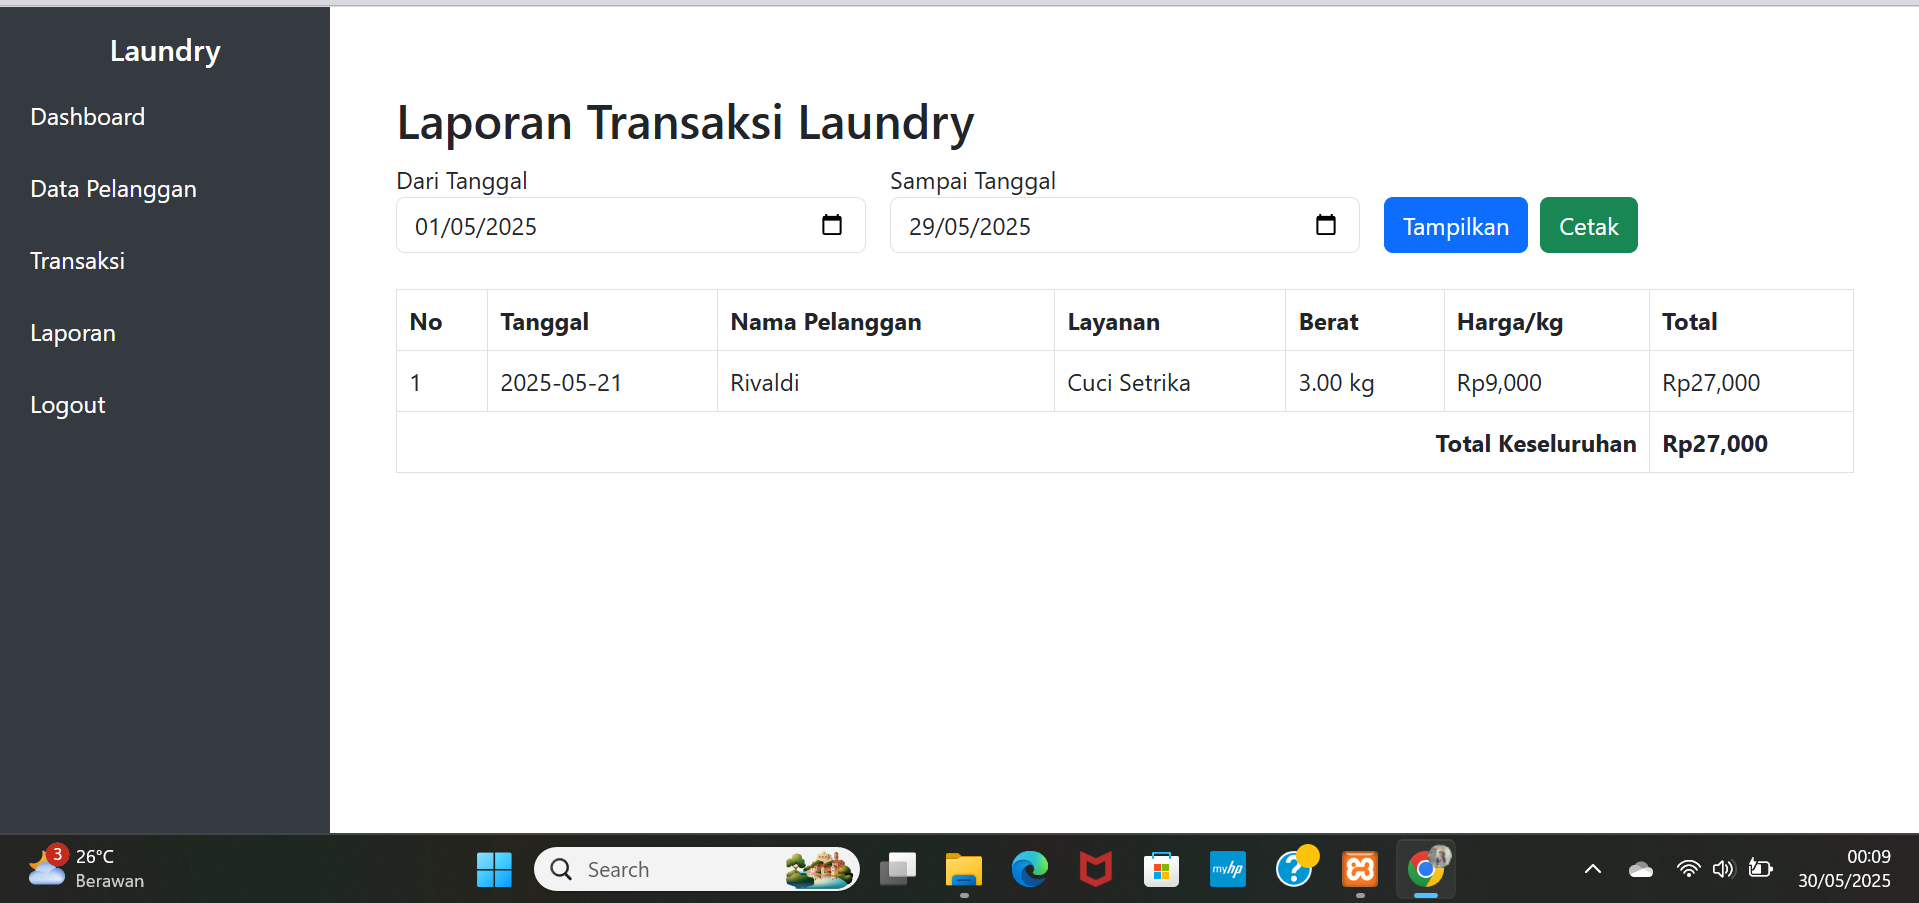 Laundry
Dashboard
Data Pelanggan
Transaksi
Laporan
Logout
Laporan Transaksi Laundry
Dari Tanggal Sampai Tanggal
01/05/2025 29/05/2025 Tampilkan Cetak
No Tanggal Nama Pelanggan Layanan Berat Harga/kg Total
1 2025-05-21 Rivaldi Cuci Setrika 3.00 kg Rp9,000 Rp27,000
Total Keseluruhan Rp27,000
3 26°C
Berawan
Search
myhp
?
00:09
30/05/2025